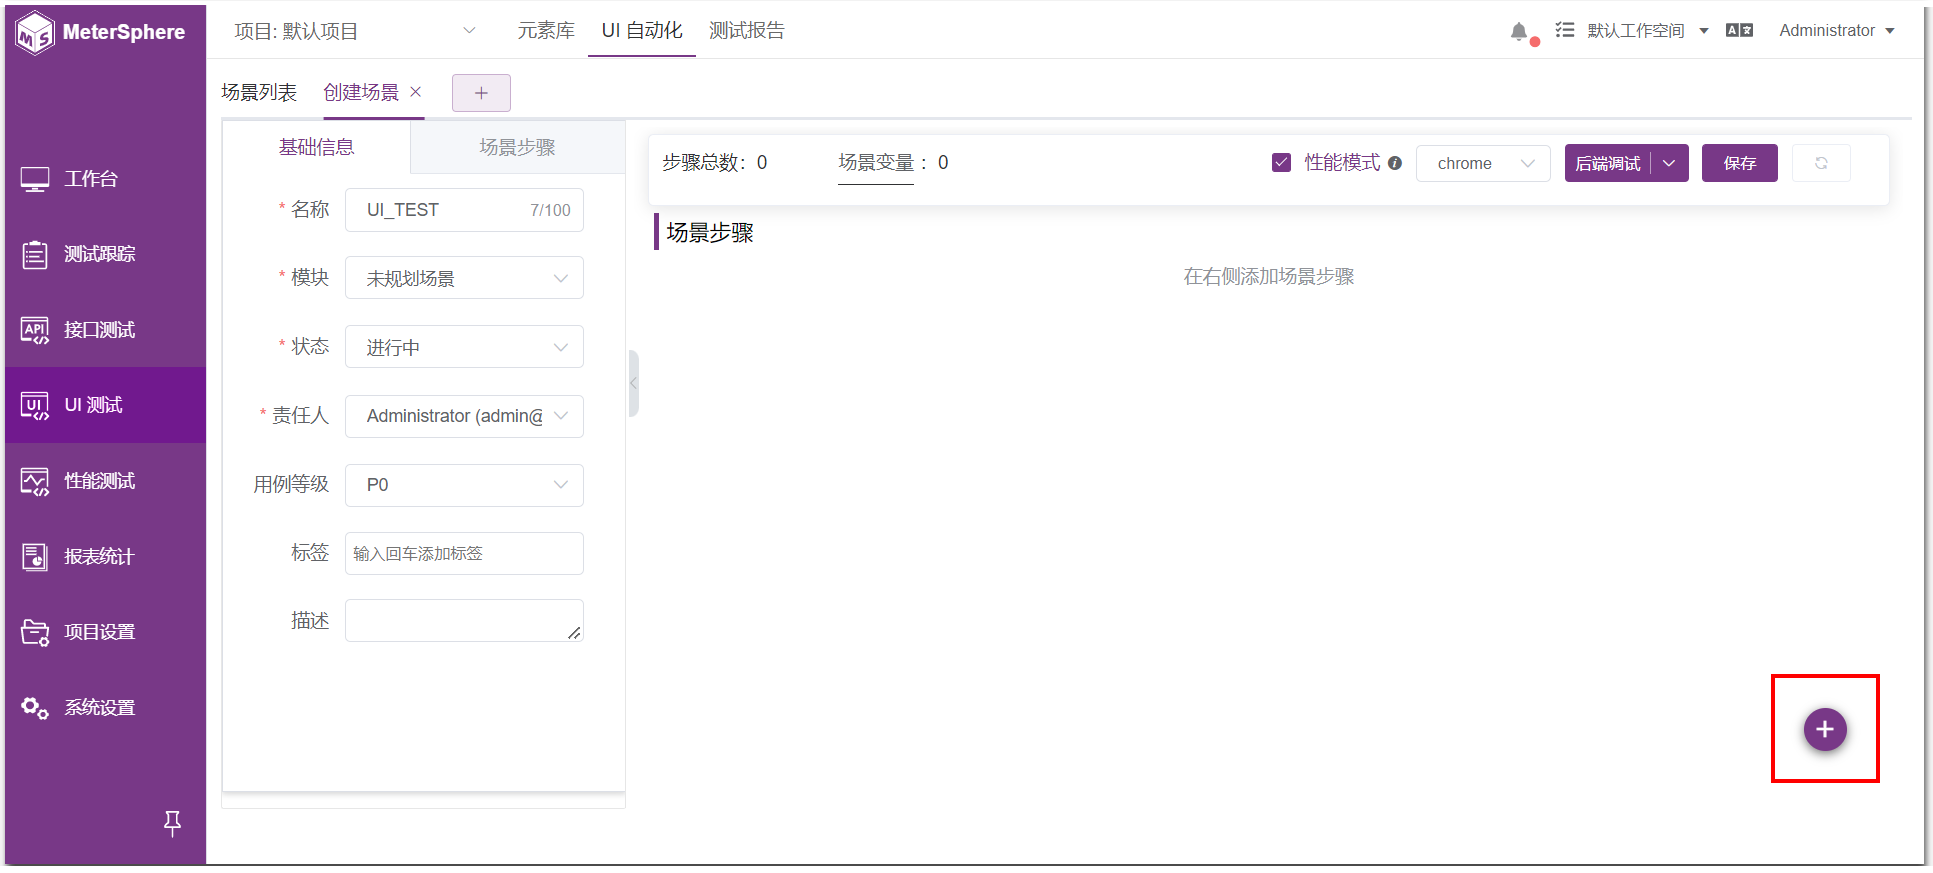 MS MeterSphere
项目: 默认项目
元素库
UI 自动化
测试报告
默认工作空间
A 文
Administrator
场景列表
创建场景
工作台
测试跟踪
API 接口测试
UI UI 测试
性能测试
报表统计
项目设置
系统设置
基础信息
场景步骤
* 名称 UI_TEST 7/100
* 模块 未规划场景
* 状态 进行中
* 责任人 Administrator (admin@
用例等级 P0
标签 输入回车添加标签
描述
步骤总数: 0
场景变量 : 0
性能模式
chrome
后端调试
保存
场景步骤
在右侧添加场景步骤